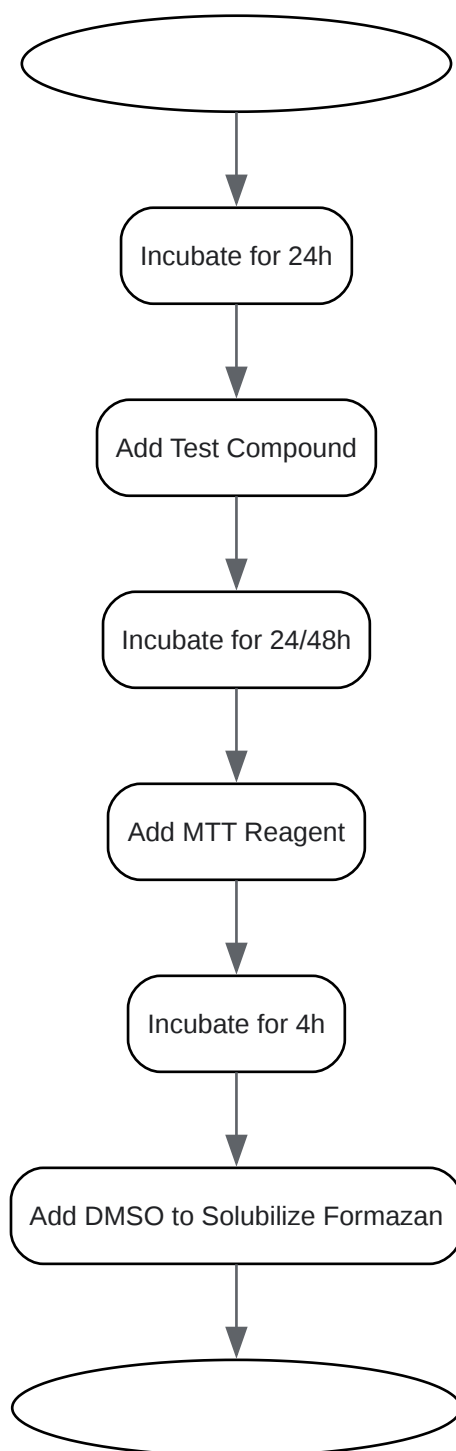 Incubate for 24h
Add Test Compound
Incubate for 24/48h
Add MTT Reagent
Incubate for 4h
Add DMSO to Solubilize Formazan